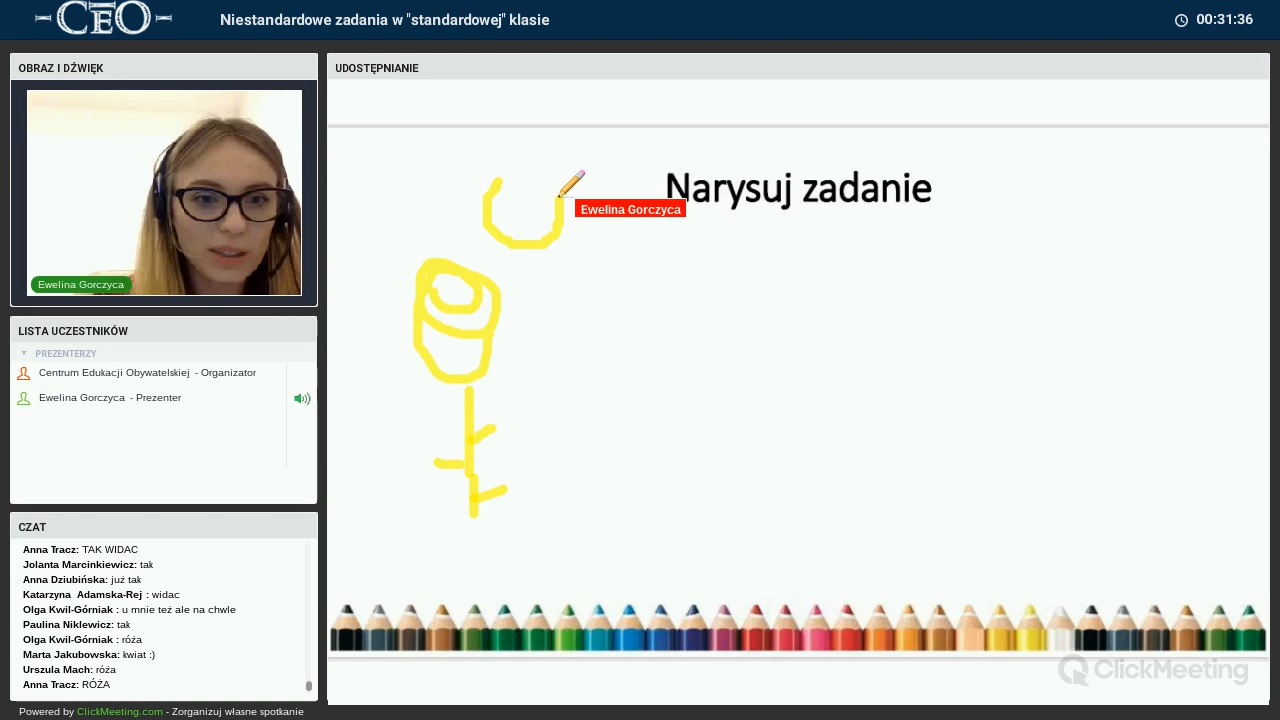 CEO
Niestandardowe zadania w "standardowej" klasie
00:31:36
OBRAZ I DŹWIĘK
Ewelina Gorczyca
LISTA UCZESTNIKÓW
PREZENTERZY
Centrum Edukacji Obywatelskiej - Organizator
Ewelina Gorczyca - Prezenter
CZAT
Anna Tracz: TAK WIDAC
Jolanta Marcinkiewicz: tak
Anna Dziubińska: już tak
Katarzyna Adamska-Rej : widac
Olga Kwil-Górniak : u mnie też ale na chwle
Paulina Niklewicz: tak
Olga Kwil-Górniak : róża
Marta Jakubowska: kwiat :)
Urszula Mach: róża
Anna Tracz: RÓŻA
Powered by ClickMeeting.com - Zorganizuj własne spotkanie
UDOSTĘPNIANIE
Narysuj zadanie
Ewelina Gorczyca
ClickMeeting